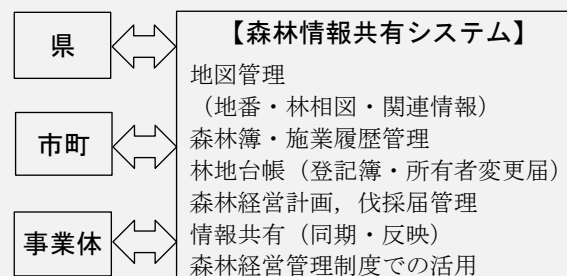 県
市町
事業体
【森林情報共有システム】
地図管理
（地番・林相図・関連情報）
森林簿・施業履歴管理
林地台帳（登記簿・所有者変更届）
森林経営計画，伐採届管理
情報共有（同期・反映）
森林経営管理制度での活用